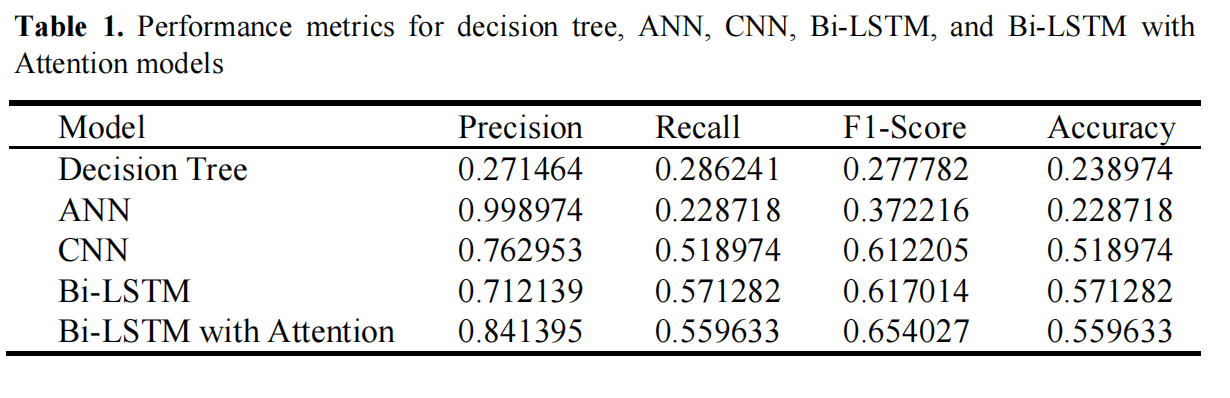 Table 1. Performance metrics for decision tree, ANN, CNN, Bi-LSTM, and Bi-LSTM with
Attention models
Model Precision Recall F1-Score Accuracy
Decision Tree 0.271464 0.286241 0.277782 0.238974
ANN 0.998974 0.228718 0.372216 0.228718
CNN 0.762953 0.518974 0.612205 0.518974
Bi-LSTM 0.712139 0.571282 0.617014 0.571282
Bi-LSTM with Attention 0.841395 0.559633 0.654027 0.559633